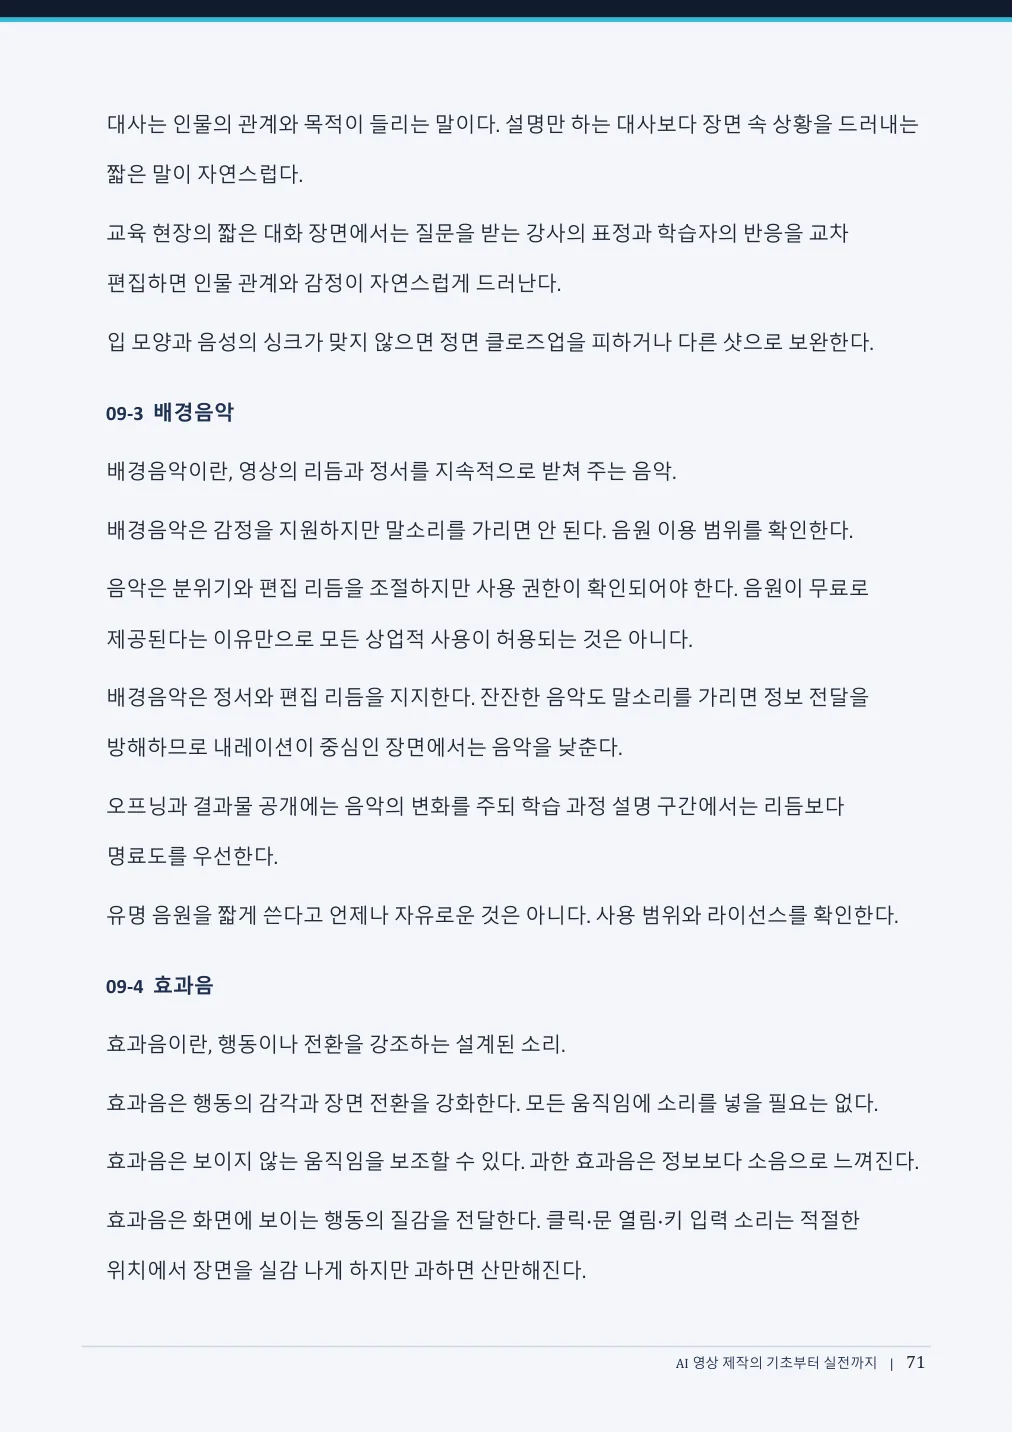 대사는 인물의 관계와 목적이 들리는 말이다. 설명만 하는 대사보다 장면 속 상황을 드러내는
짧은 말이 자연스럽다.
교육 현장의 짧은 대화 장면에서는 질문을 받는 강사의 표정과 학습자의 반응을 교차
편집하면 인물 관계와 감정이 자연스럽게 드러난다.
입 모양과 음성의 싱크가 맞지 않으면 정면 클로즈업을 피하거나 다른 샷으로 보완한다.
09-3 배경음악
배경음악이란, 영상의 리듬과 정서를 지속적으로 받쳐 주는 음악.
배경음악은 감정을 지원하지만 말소리를 가리면 안 된다. 음원 이용 범위를 확인한다.
음악은 분위기와 편집 리듬을 조절하지만 사용 권한이 확인되어야 한다. 음원이 무료로
제공된다는 이유만으로 모든 상업적 사용이 허용되는 것은 아니다.
배경음악은 정서와 편집 리듬을 지지한다. 잔잔한 음악도 말소리를 가리면 정보 전달을
방해하므로 내레이션이 중심인 장면에서는 음악을 낮춘다.
오프닝과 결과물 공개에는 음악의 변화를 주되 학습 과정 설명 구간에서는 리듬보다
명료도를 우선한다.
유명 음원을 짧게 쓴다고 언제나 자유로운 것은 아니다. 사용 범위와 라이선스를 확인한다.
09-4 효과음
효과음이란, 행동이나 전환을 강조하는 설계된 소리.
효과음은 행동의 감각과 장면 전환을 강화한다. 모든 움직임에 소리를 넣을 필요는 없다.
효과음은 보이지 않는 움직임을 보조할 수 있다. 과한 효과음은 정보보다 소음으로 느껴진다.
효과음은 화면에 보이는 행동의 질감을 전달한다. 클릭·문 열림·키 입력 소리는 적절한
위치에서 장면을 실감 나게 하지만 과하면 산만해진다.
AI 영상 제작의 기초부터 실전까지 | 71